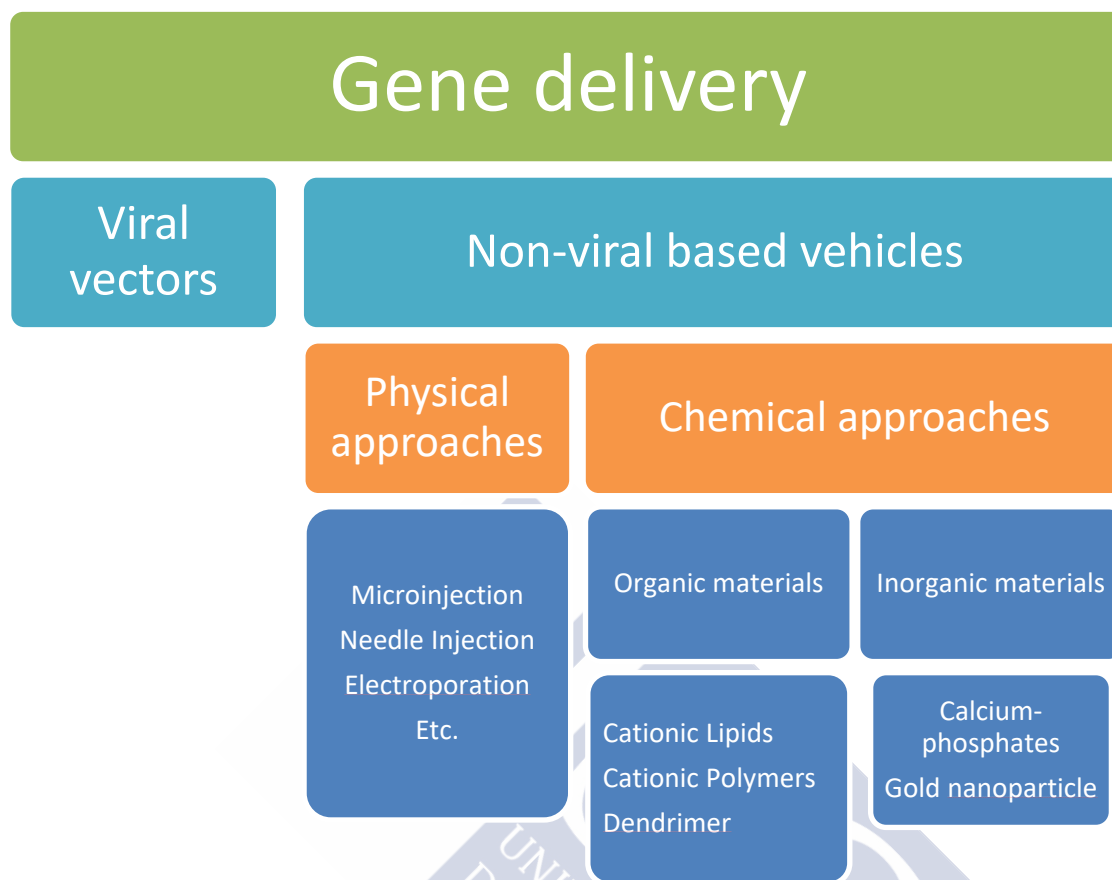 Gene delivery
Viral
vectors
Non-viral based vehicles
Physical
approaches
Chemical approaches
Microinjection
Needle Injection
Electroporation
Etc.
Organic materials
Inorganic materials
Cationic Lipids
Cationic Polymers
Dendrimer
Calcium-
phosphates
Gold nanoparticle